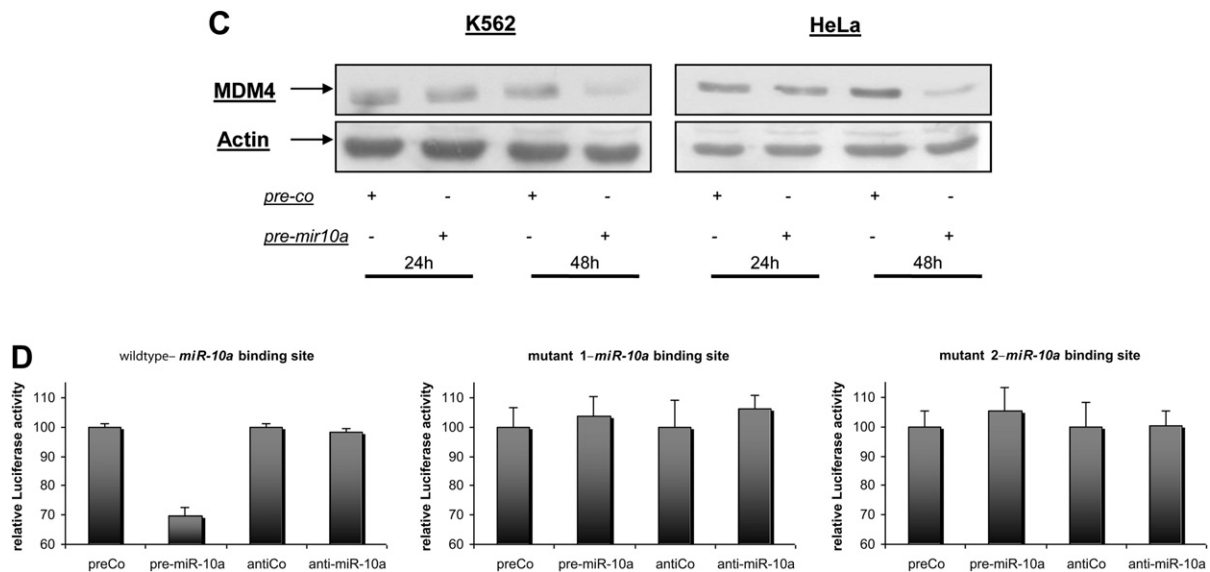 C
K562 HeLa
MDM4
Actin
pre-co + - + - + - + -
pre-mir10a - + - + - + - +
24h 48h 24h 48h
D
wildtype– miR-10a binding site
relative Luciferase activity
110
100
90
80
70
60
preCo pre-miR-10a antiCo anti-miR-10a
mutant 1–miR-10a binding site
relative Luciferase activity
110
100
90
80
70
60
preCo pre-miR-10a antiCo anti-miR-10a
mutant 2–miR-10a binding site
relative Luciferase activity
110
100
90
80
70
60
preCo pre-miR-10a antiCo anti-miR-10a